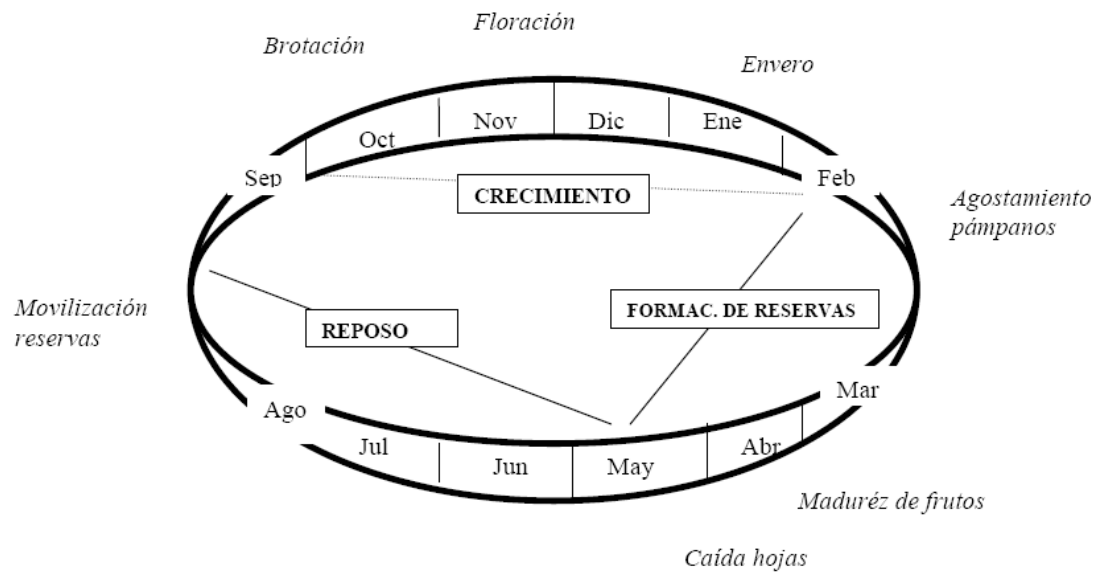 Floración
Brotación
Envero
Nov
Dic
Ene
Oct
Sep
Feb
CRECIMIENTO
Agostamiento
pámpanos
Movilización
reservas
REPOSO
FORMAC. DE RESERVAS
Mar
Ago
Jul
Jun
May
Abr
Maduréz de frutos
Caída hojas